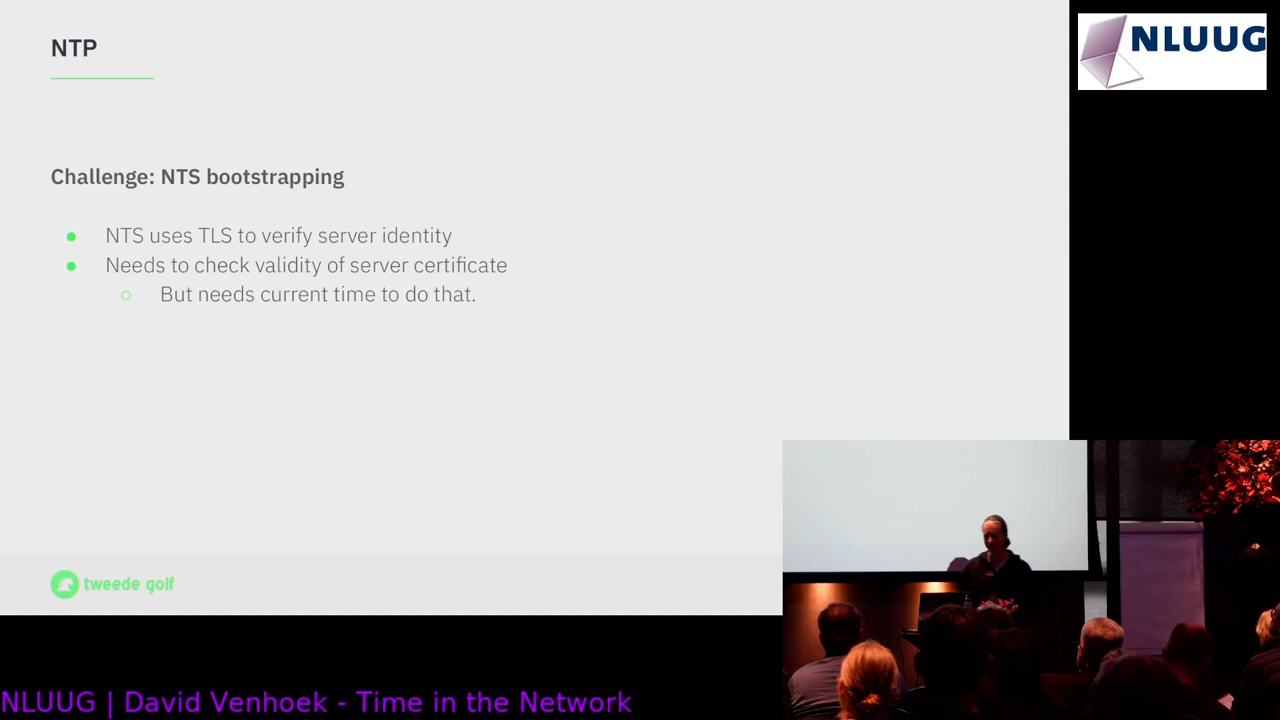 NTP
NLUUG
Challenge: NTS bootstrapping
NTS uses TLS to verify server identity
Needs to check validity of server certificate
But needs current time to do that.
tweede golf
NLUUG | David Venhoek - Time in the Network